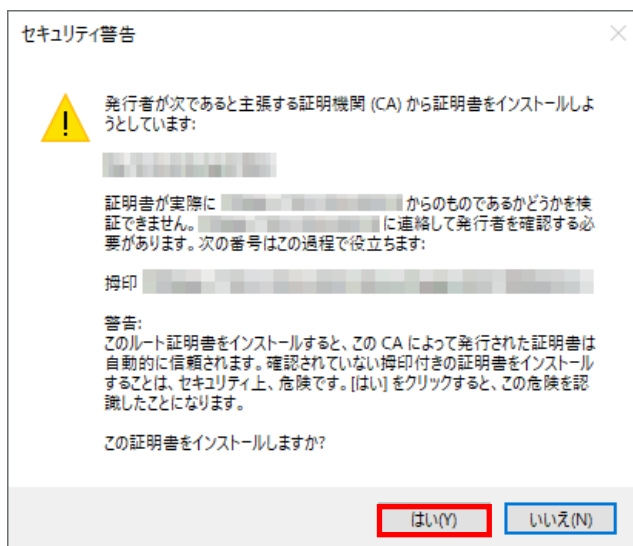 セキュリティ警告
発行者が次であると主張する証明機関 (CA) から証明書をインストールしよ
うとしています:
証明書が実際に からのものであるかどうかを検
証できません。 に連絡して発行者を確認する必
要があります。次の番号はこの過程で役立ちます:
拇印
警告:
このルート証明書をインストールすると、この CA によって発行された証明書は
自動的に信頼されます。確認されていない拇印付きの証明書をインストール
することは、セキュリティ上、危険です。[はい] をクリックすると、この危険を認
識したことになります。
この証明書をインストールしますか?
はい(Y) いいえ(N)